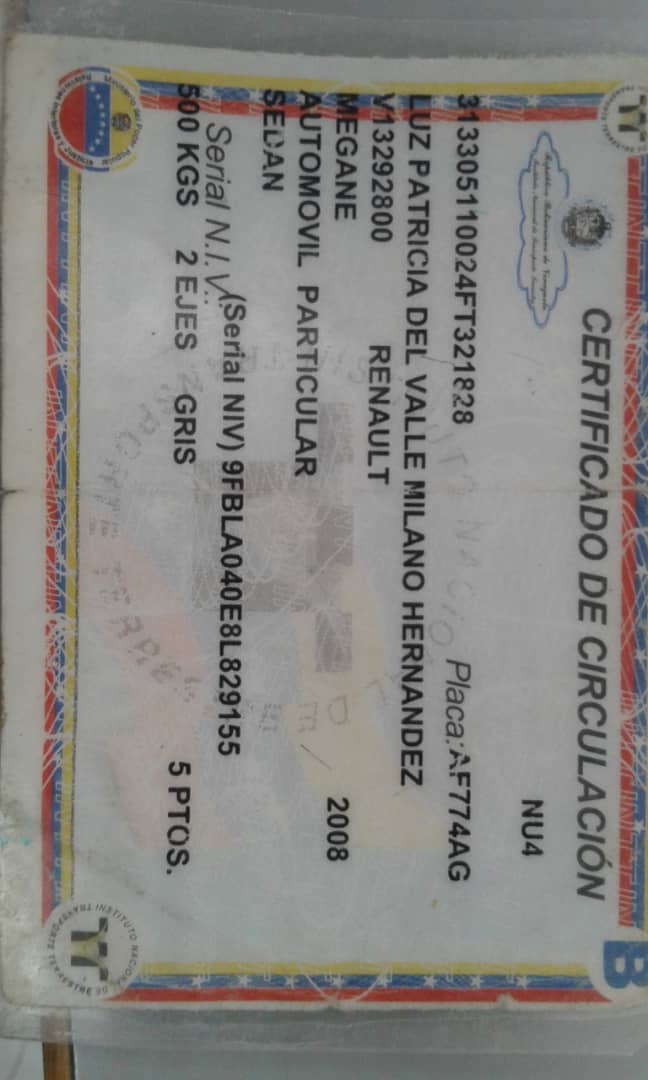 República Bolivariana de Venezuela
Instituto Nacional de Transporte Terrestre
CERTIFICADO DE CIRCULACIÓN
B
NU4
313305110024FT321828 Placa: AF774AG
LUZ PATRICIA DEL VALLE MILANO HERNANDEZ
V13292800 RENAULT
MEGANE 2008
AUTOMOVIL PARTICULAR
SEDAN
Serial N.I.V.: (Serial NIV) 9FBLA040E8L829155
500 KGS 2 EJES GRIS 5 PTOS.
INSTITUTO NACIONAL DE TRANSPORTE TERRESTRE